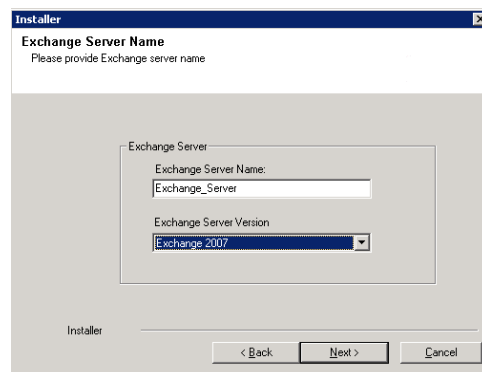 Installer
Exchange Server Name
Please provide Exchange server name
Exchange Server
Exchange Server Name:
Exchange_Server
Exchange Server Version
Exchange 2007
Installer
< Back
Next >
Cancel